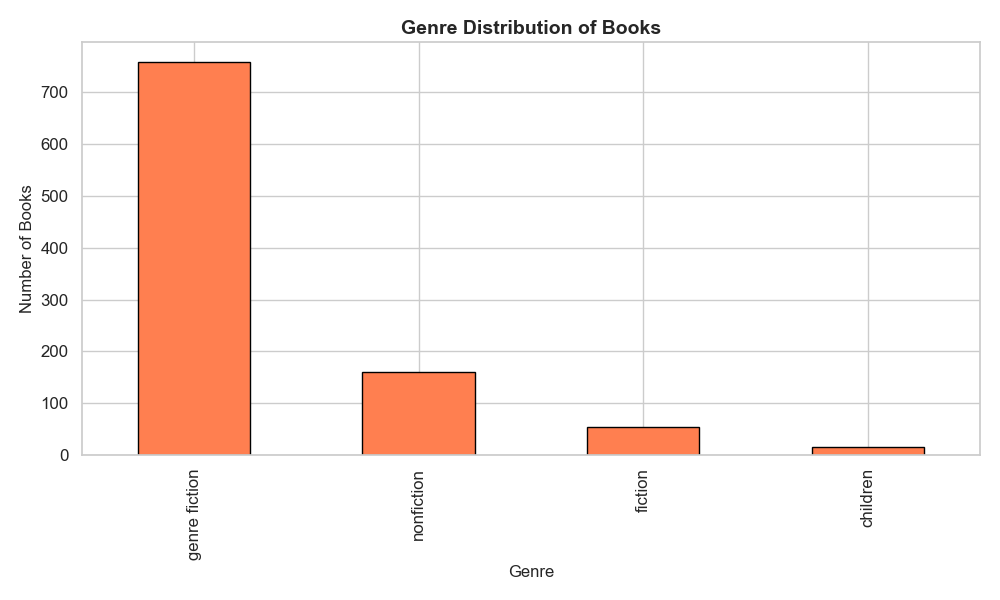 Genre Distribution of Books
Number of Books
700
600
500
400
300
200
100
0
genre fiction
nonfiction
fiction
children
Genre